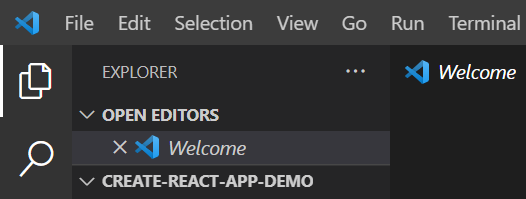 File Edit Selection View Go Run Terminal
EXPLORER ···
Welcome
OPEN EDITORS
Welcome
CREATE-REACT-APP-DEMO